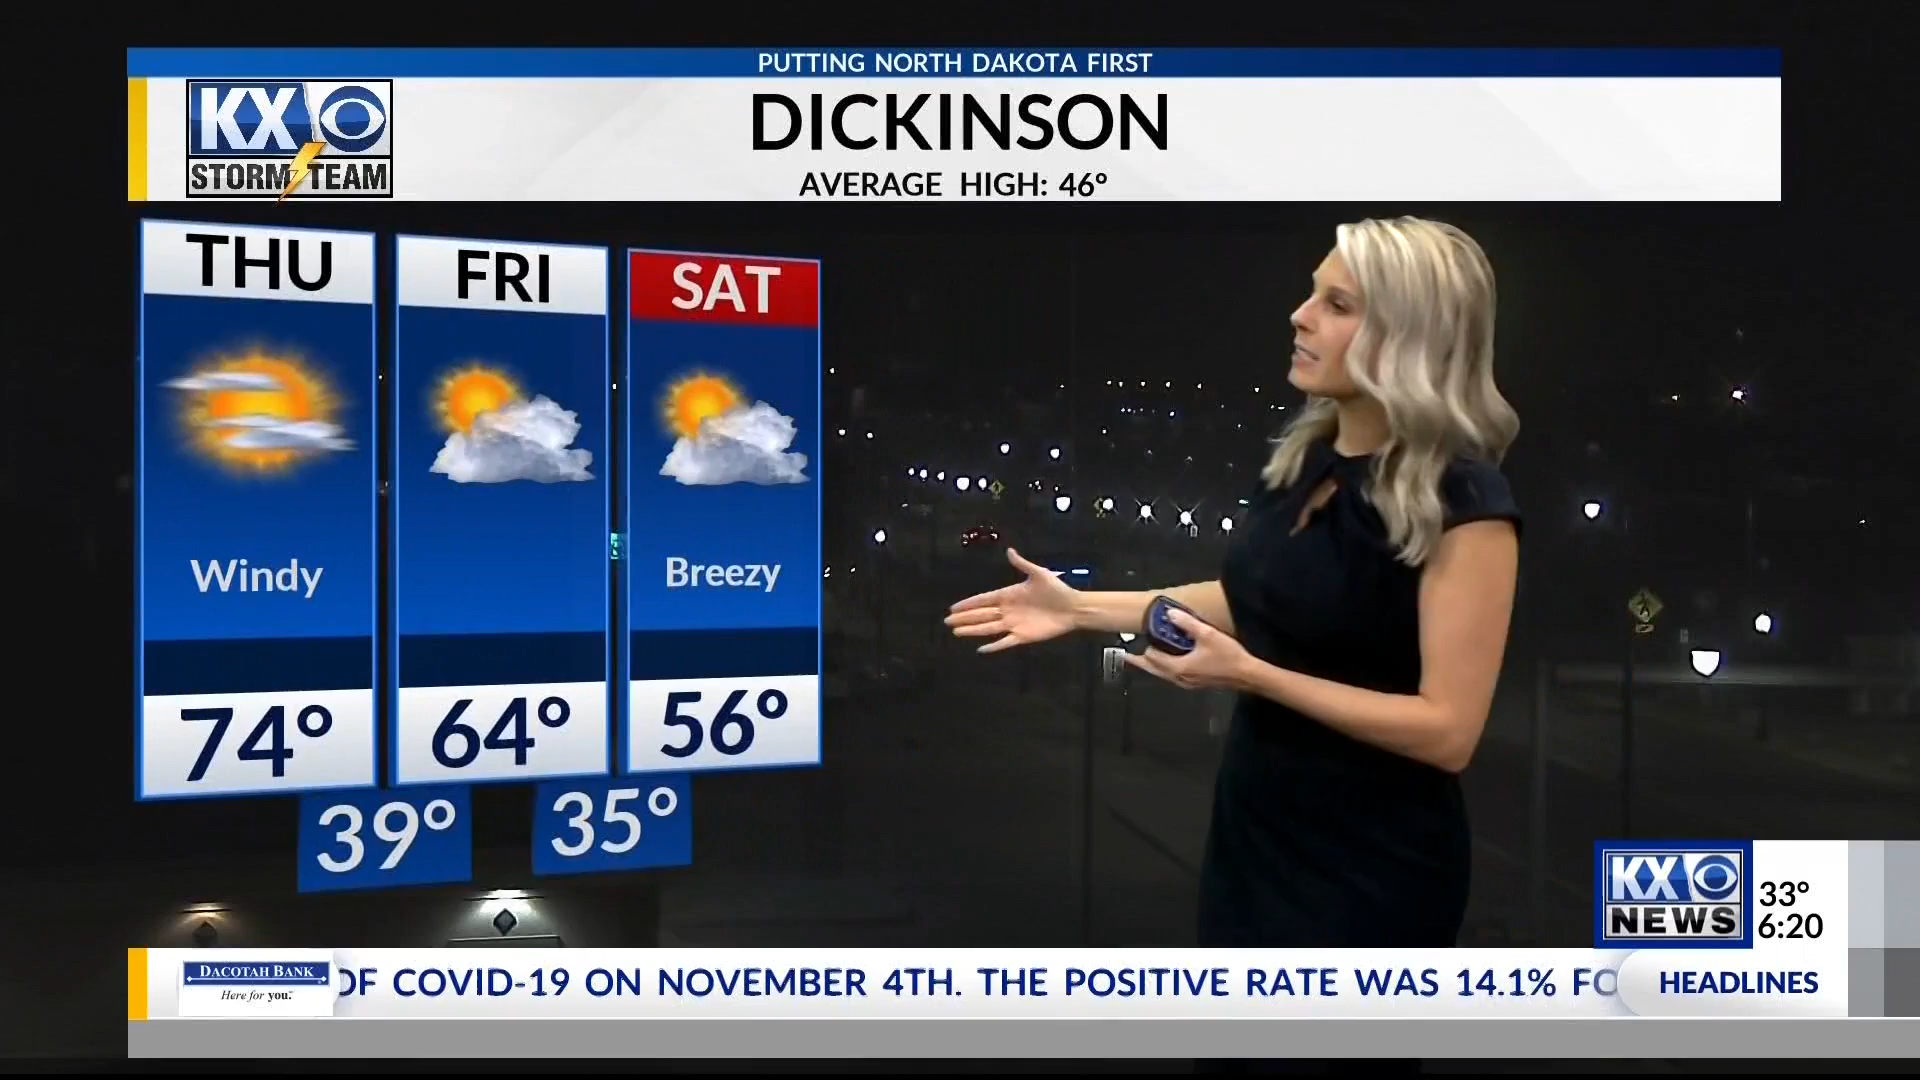 PUTTING NORTH DAKOTA FIRST
KX
STORM TEAM
DICKINSON
AVERAGE HIGH: 46°
THU
FRI
SAT
Windy
Breezy
74°
64°
56°
39°
35°
KX
NEWS
33°
6:20
DACOTAH BANK
Here for you.
OF COVID-19 ON NOVEMBER 4TH. THE POSITIVE RATE WAS 14.1% FO
HEADLINES